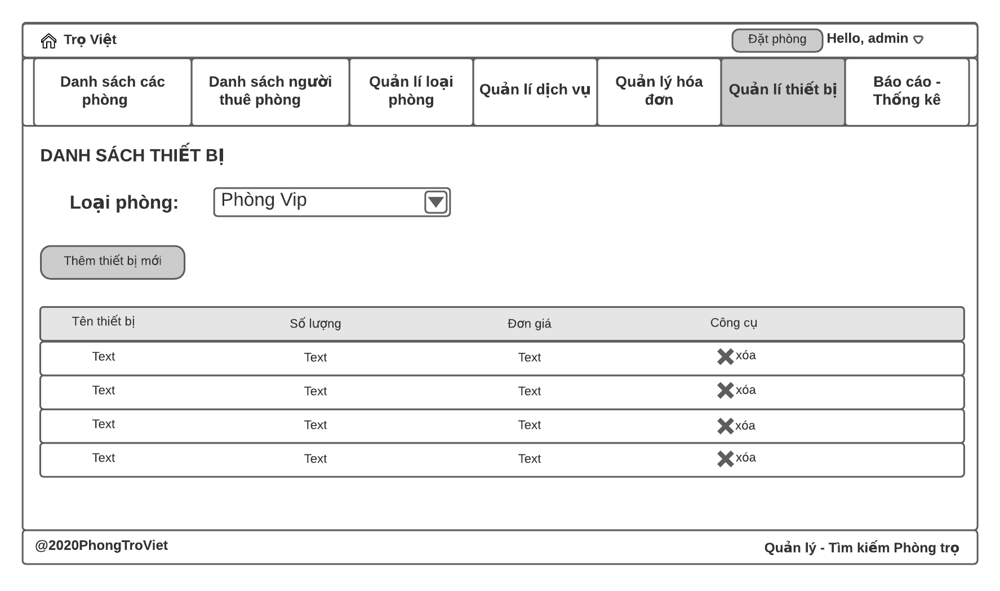 Trọ Việt
Đặt phòng
Hello, admin
Danh sách các
phòng
Danh sách người
thuê phòng
Quản lí loại
phòng
Quản lí dịch vụ
Quản lý hóa
đơn
Quản lí thiết bị
Báo cáo -
Thống kê
DANH SÁCH THIẾT BỊ
Loại phòng:
Phòng Vip
Thêm thiết bị mới
Tên thiết bị
Số lượng
Đơn giá
Công cụ
Text
Text
Text
xóa
Text
Text
Text
xóa
Text
Text
Text
xóa
Text
Text
Text
xóa
@2020PhongTroViet
Quản lý - Tìm kiếm Phòng trọ